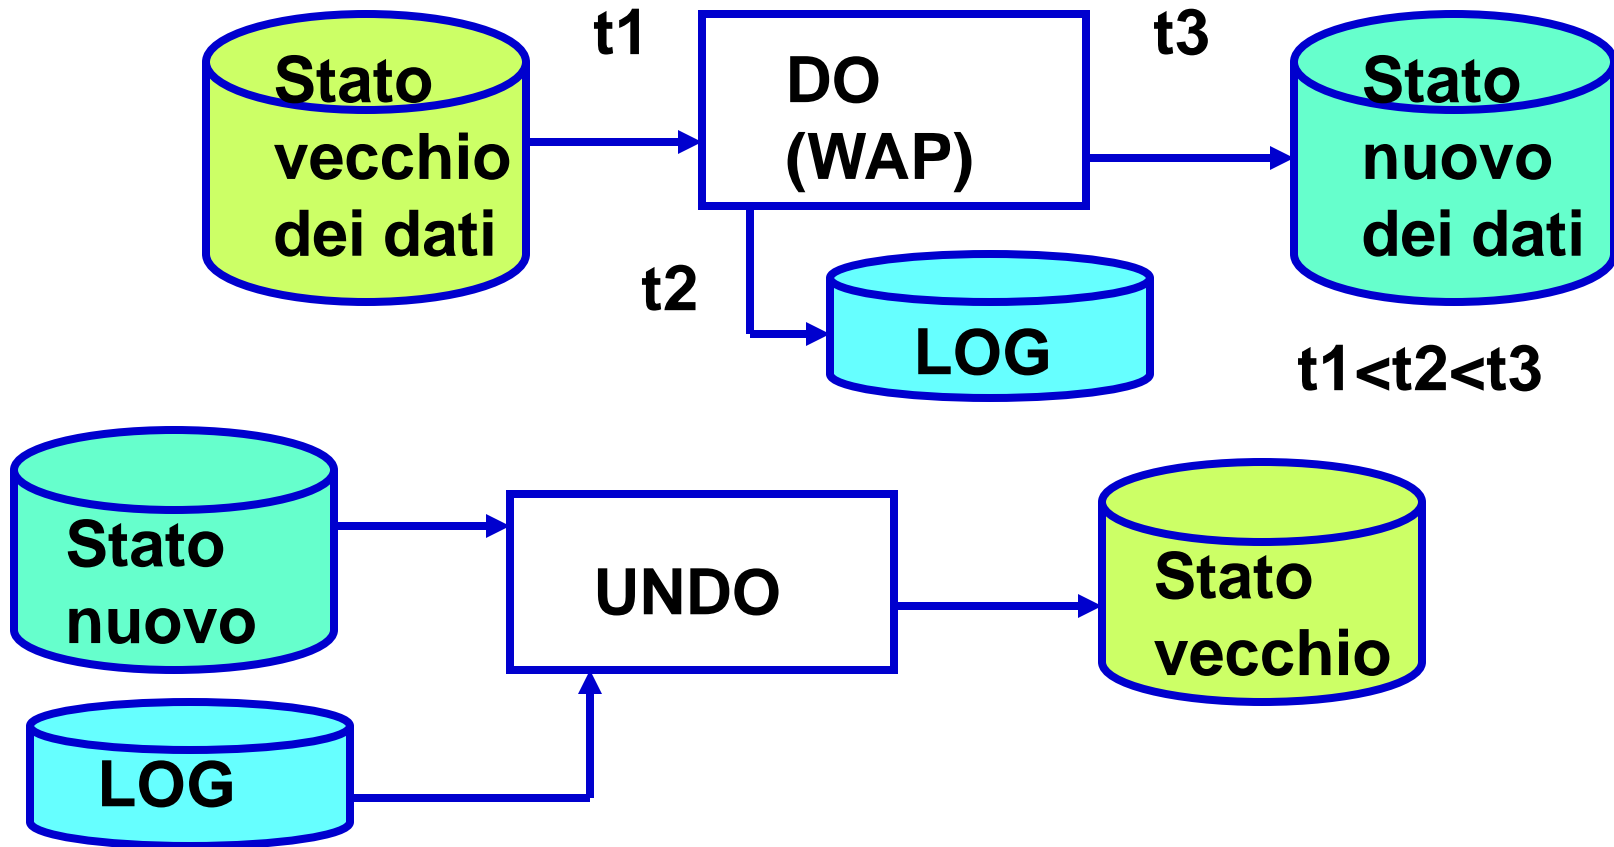 Stato
vecchio
dei dati
t1
DO
(WAP)
t3
Stato
nuovo
dei dati
t2
LOG
t1<t2<t3
Stato
nuovo
UNDO
Stato
vecchio
LOG